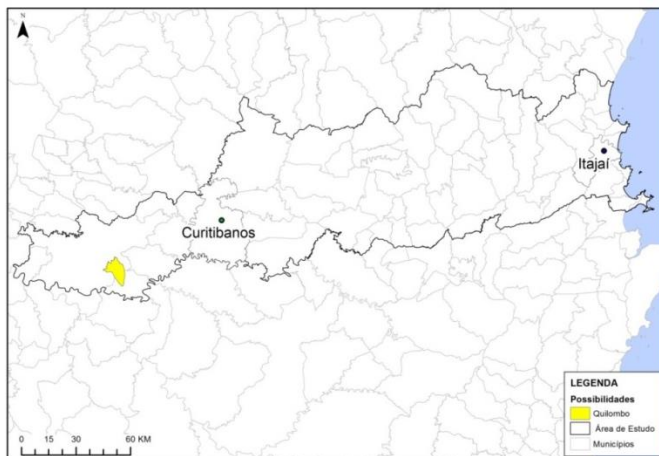 N
Itajaí
Curitibanos
LEGENDA
Possibilidades
Quilombo
Área de Estudo
Municípios
0 15 30 60 KM